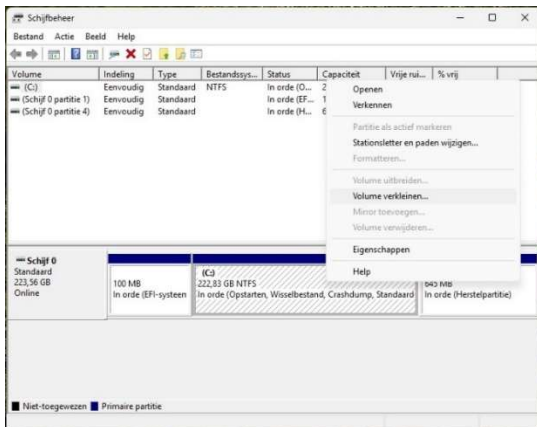 Schijfbeheer
Bestand Actie Beeld Help
Volume Indeling Type Bestandssys... Status Capaciteit Vrije rui... % vrij
(C:) Eenvoudig Standaard NTFS In orde (O... 2
(Schijf 0 partitie 1) Eenvoudig Standaard In orde (EF... 1
(Schijf 0 partitie 4) Eenvoudig Standaard In orde (H... 6
Openen
Verkennen
Partitie als actief markeren
Stationsletter en paden wijzigen...
Formatteren...
Volume uitbreiden...
Volume verkleinen...
Mirror toevoegen...
Volume verwijderen...
Eigenschappen
Help
Schijf 0
Standaard
223,56 GB
Online
100 MB
In orde (EFI-systeem
(C:)
222,83 GB NTFS
In orde (Opstarten, Wisselbestand, Crashdump, Standaard
645 MB
In orde (Herstelpartitie)
Niet-toegewezen Primaire partitie